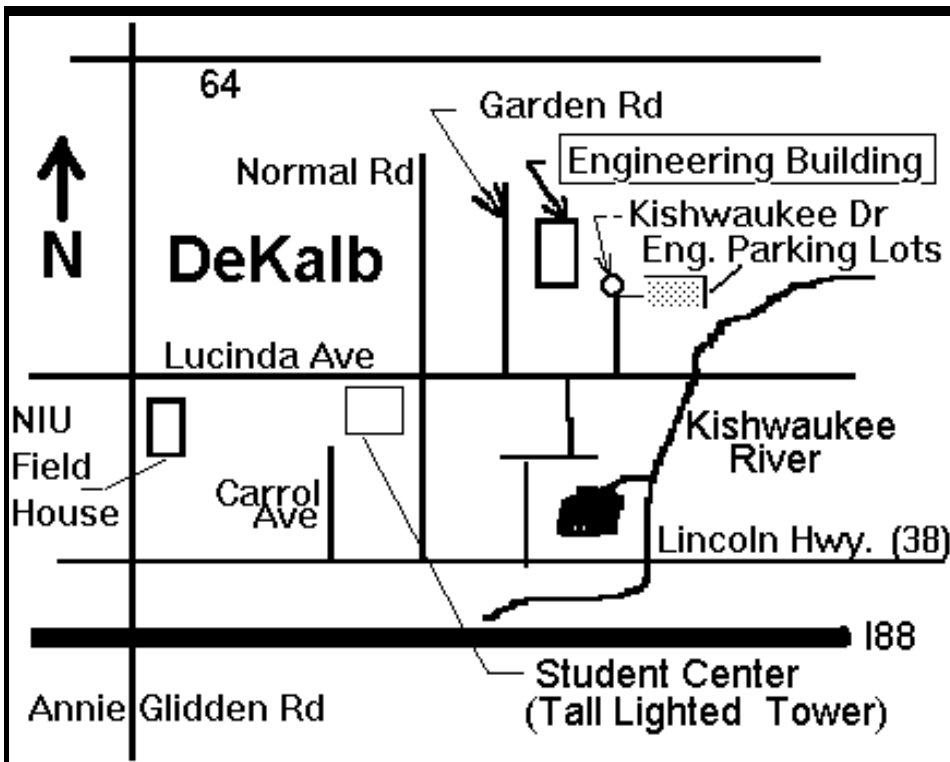 64
Garden Rd
Normal Rd
Engineering Building
Kishwaukee Dr
Eng. Parking Lots
N
DeKalb
Lucinda Ave
NIU
Field
House
Kishwaukee
River
Carrol
Ave
Lincoln Hwy. (38)
I88
Student Center
(Tall Lighted Tower)
Annie Glidden Rd